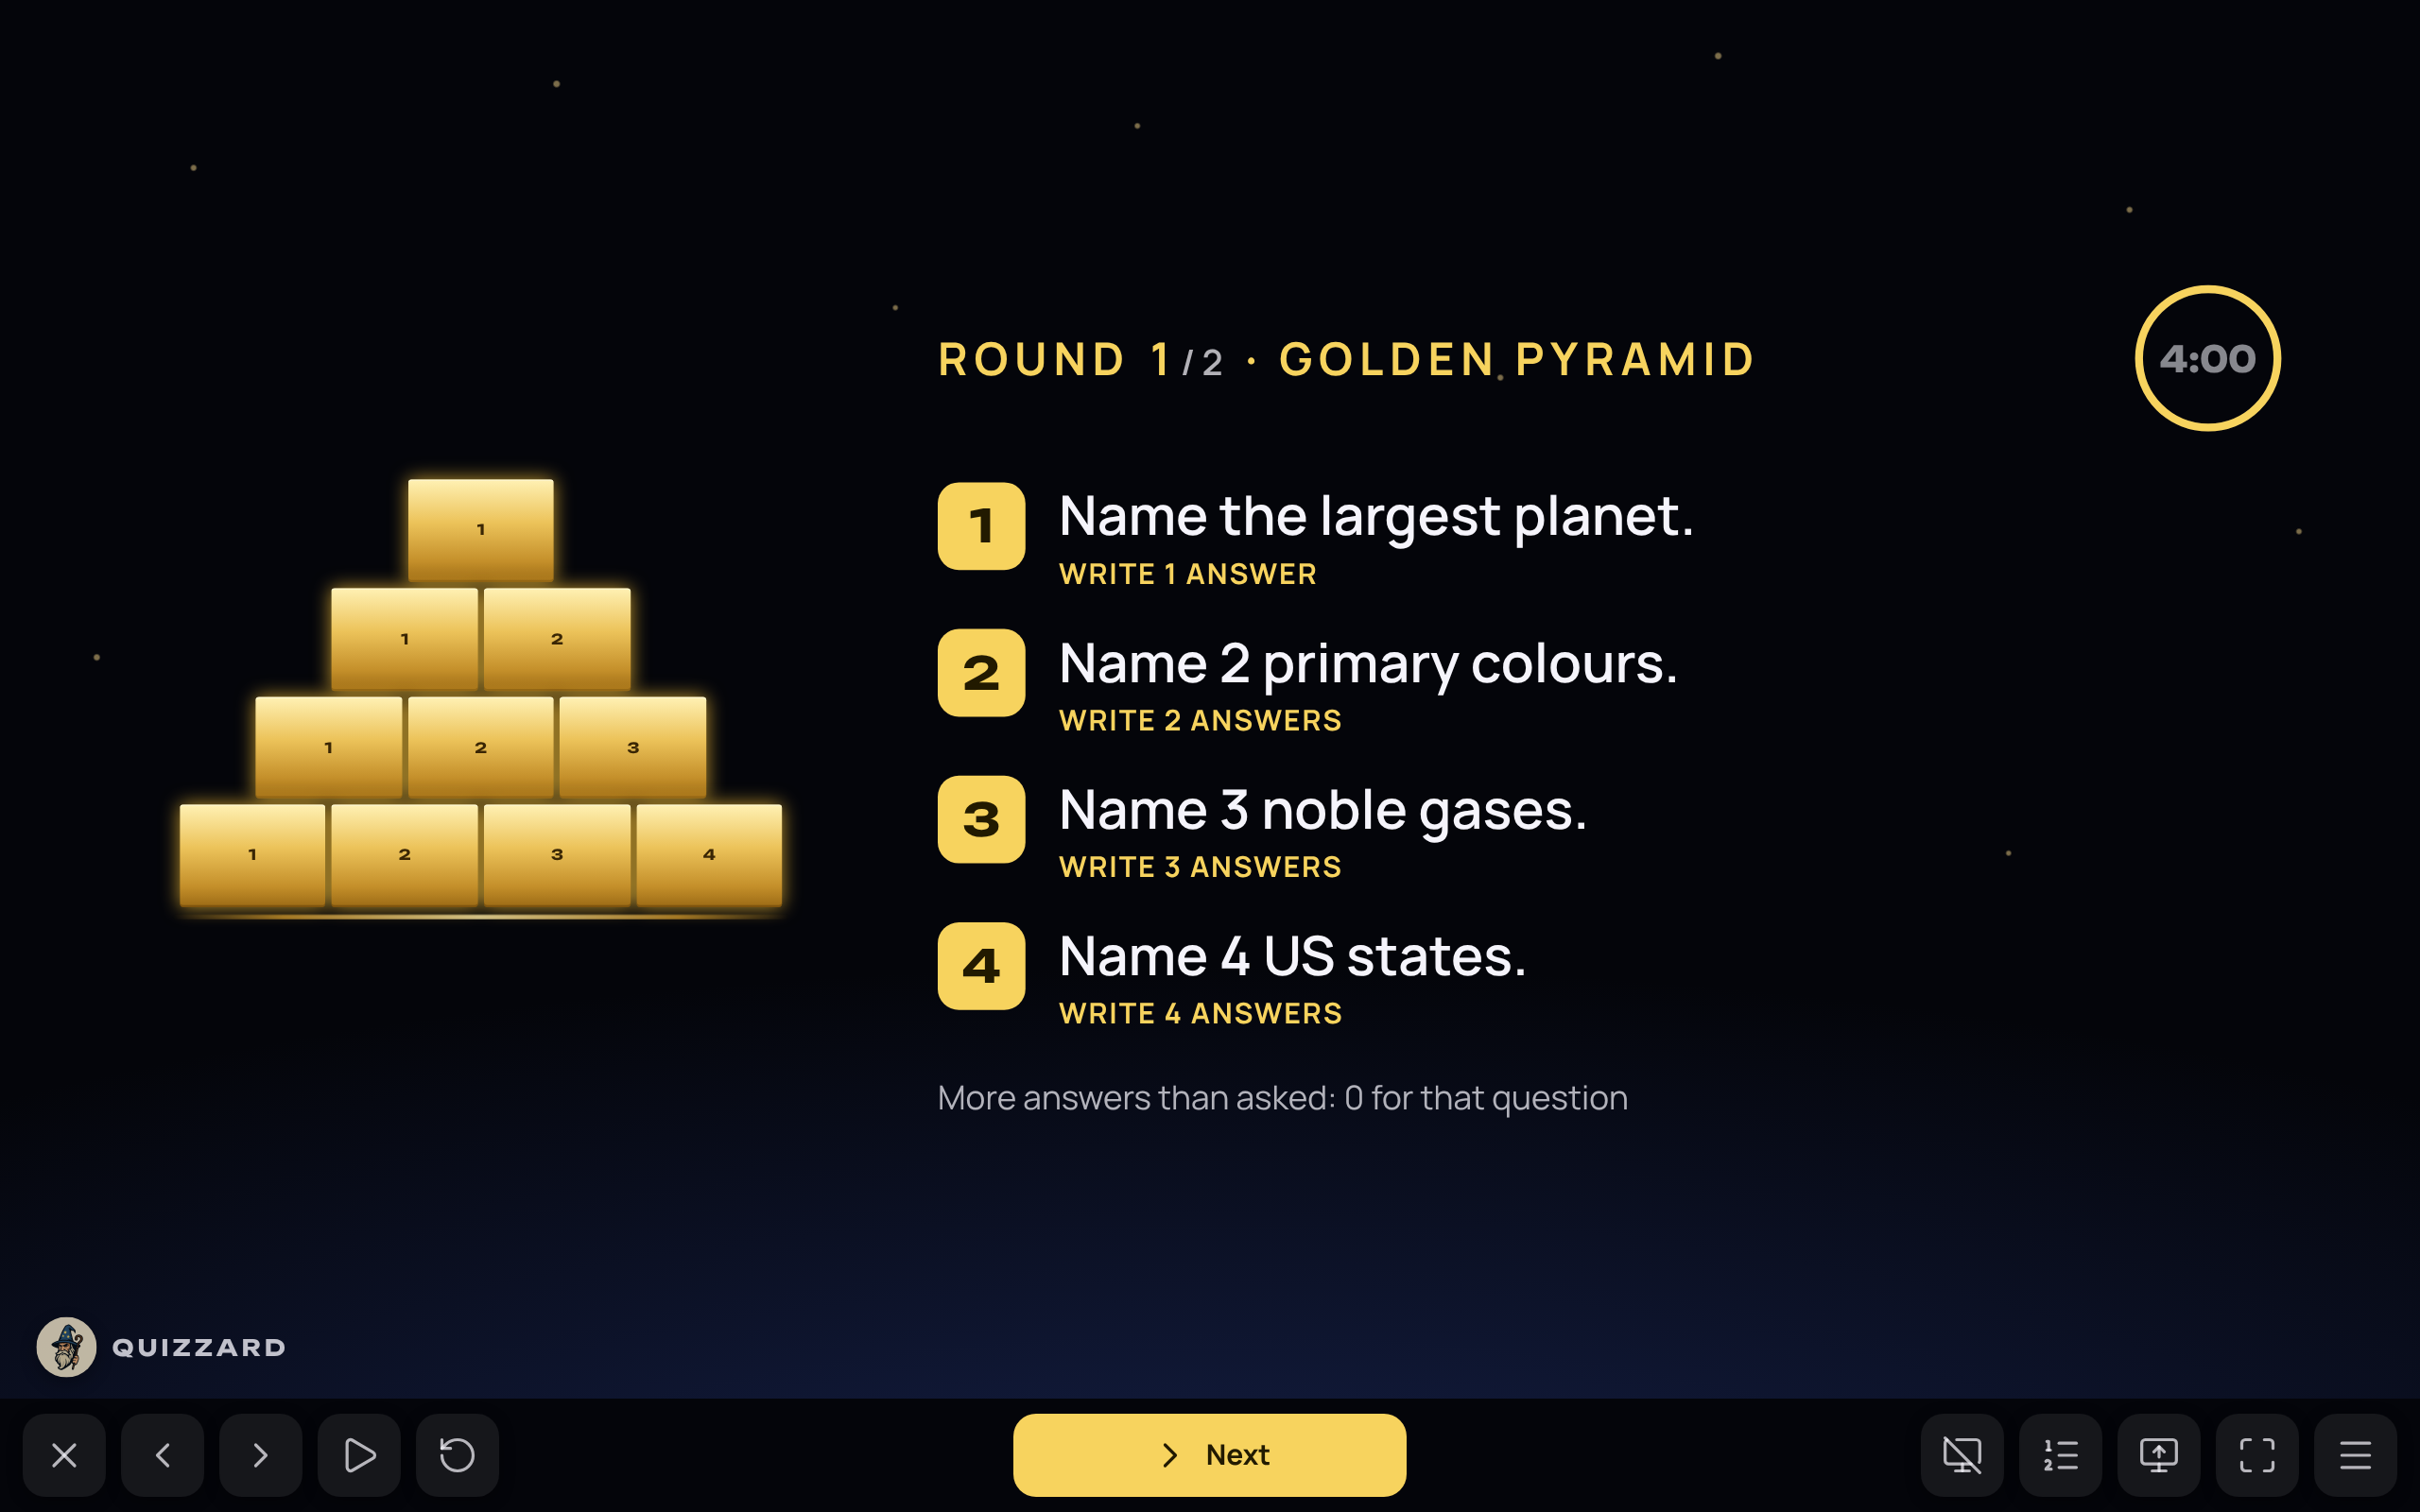 ROUND 1 / 2 · GOLDEN PYRAMID
4:00
1
1 2
1 2 3
1 2 3 4
1 Name the largest planet.
WRITE 1 ANSWER
2 Name 2 primary colours.
WRITE 2 ANSWERS
3 Name 3 noble gases.
WRITE 3 ANSWERS
4 Name 4 US states.
WRITE 4 ANSWERS
More answers than asked: 0 for that question
QUIZZARD
Next
1
2